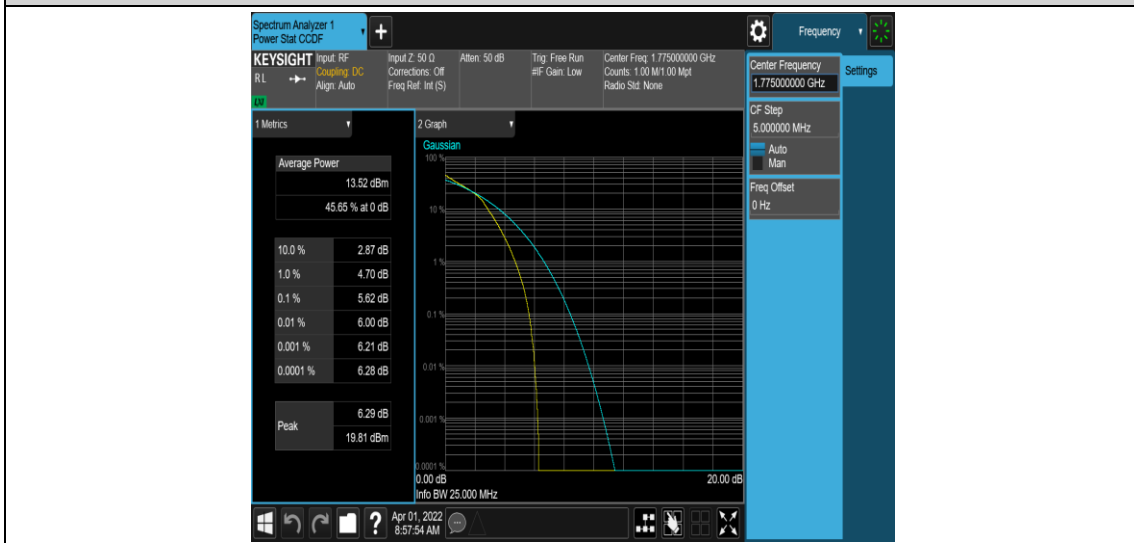 Spectrum Analyzer 1
Power Stat CCDF
+
Frequency
KEYSIGHT
RL
LXI
Input: RF
Coupling: DC
Align: Auto
Input Z: 50 Ω
Corrections: Off
Freq Ref: Int (S)
Atten: 50 dB
Trig: Free Run
#IF Gain: Low
Center Freq: 1.775000000 GHz
Counts: 1.00 M/1.00 Mpt
Radio Std: None
Center Frequency
1.775000000 GHz
Settings
CF Step
5.000000 MHz
Auto
Man
Freq Offset
0 Hz
1 Metrics
Average Power
13.52 dBm
45.65 % at 0 dB
10.0 % 2.87 dB
1.0 % 4.70 dB
0.1 % 5.62 dB
0.01 % 6.00 dB
0.001 % 6.21 dB
0.0001 % 6.28 dB
Peak
6.29 dB
19.81 dBm
2 Graph
Gaussian
100 %
10 %
1 %
0.1 %
0.01 %
0.001 %
0.0001 %
0.00 dB
20.00 dB
Info BW 25.000 MHz
?
Apr 01, 2022
8:57:54 AM